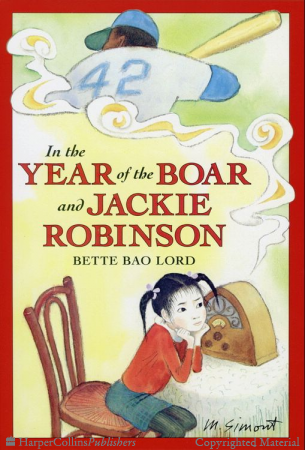 42
In the
YEAR of the BOAR
and JACKIE
ROBINSON
BETTE BAO LORD
M. Simont
HarperCollinsPublishers
Copyrighted Material